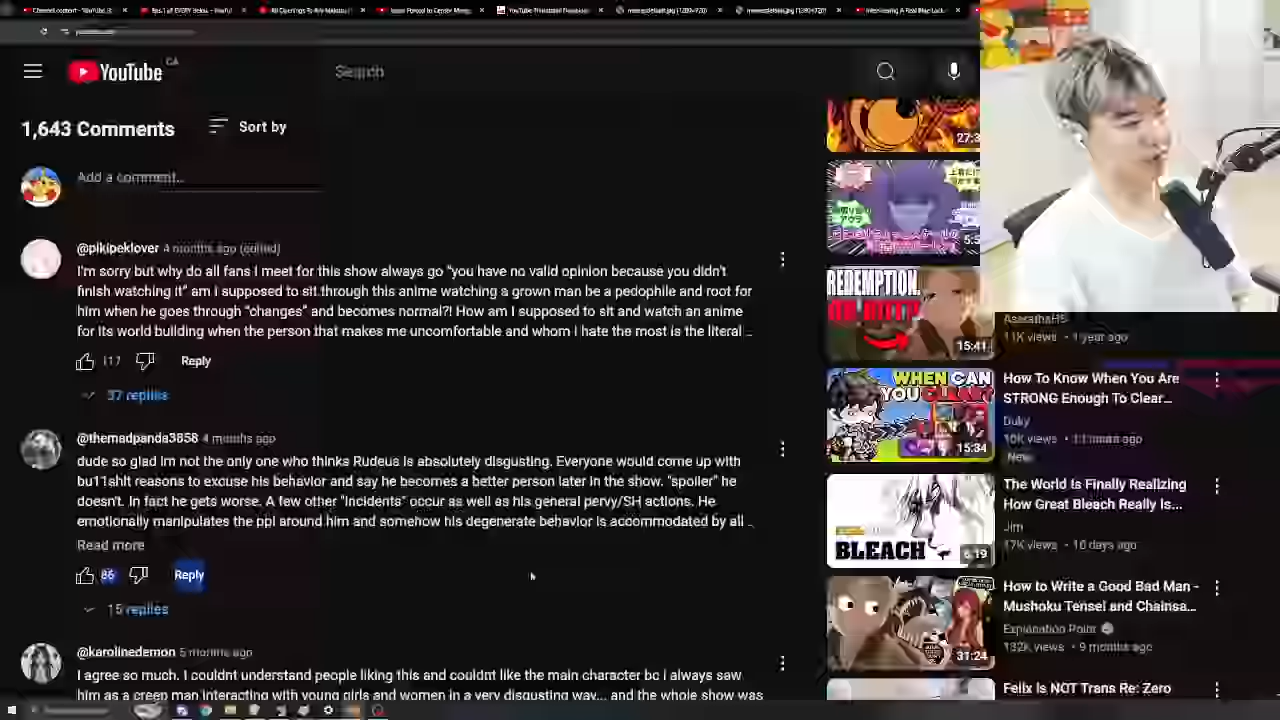 YouTube CA
Search
1,643 Comments
Sort by
Add a comment...
@pikipeklover 4 months ago (edited)
I'm sorry but why do all fans I meet for this show always go "you have no valid opinion because you didn't
finish watching it" am i supposed to sit through this anime watching a grown man be a pedophile and root for
him when he goes through "changes" and becomes normal?! How am I supposed to sit and watch an anime
for its world building when the person that makes me uncomfortable and whom I hate the most is the literal ...
117
Reply
37 replies
@themadpanda3858 4 months ago
dude so glad Im not the only one who thinks Rudeus is absolutely disgusting. Everyone would come up with
bu11shit reasons to excuse his behavior and say he becomes a better person later in the show. "spoiler" he
doesn't. In fact he gets worse. A few other "incidents" occur as well as his general pervy/SH actions. He
emotionally manipulates the ppl around him and somehow his degenerate behavior is accommodated by all ...
Read more
86
Reply
15 replies
@karolinedemon 5 months ago
I agree so much. I couldnt understand people liking this and couldnt like the main character bc i always saw
him as a creep man interacting with young girls and women in a very disgusting way... and the whole show was
27:3
5:5
REDEMPTION.
15:41
11K views • 1 year ago
WHEN CAN
YOU CLEAR?
15:34
How To Know When You Are
STRONG Enough To Clear...
Duky
10K views • 11 hours ago
New
BLEACH
6:19
The World Is Finally Realizing
How Great Bleach Really Is...
Jim
17K views • 10 days ago
31:24
How to Write a Good Bad Man -
Mushoku Tensei and Chainsa...
Explanation Point
132K views • 9 months ago
Felix Is NOT Trans Re: Zero